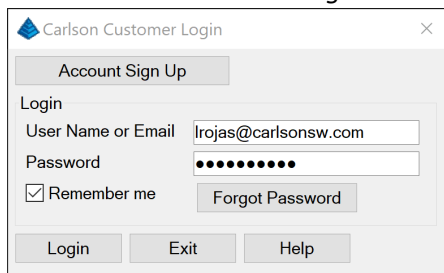 Carlson Customer Login
Account Sign Up
Login
User Name or Email lrojas@carlsonsw.com
Password ●●●●●●●●●●
Remember me Forgot Password
Login Exit Help